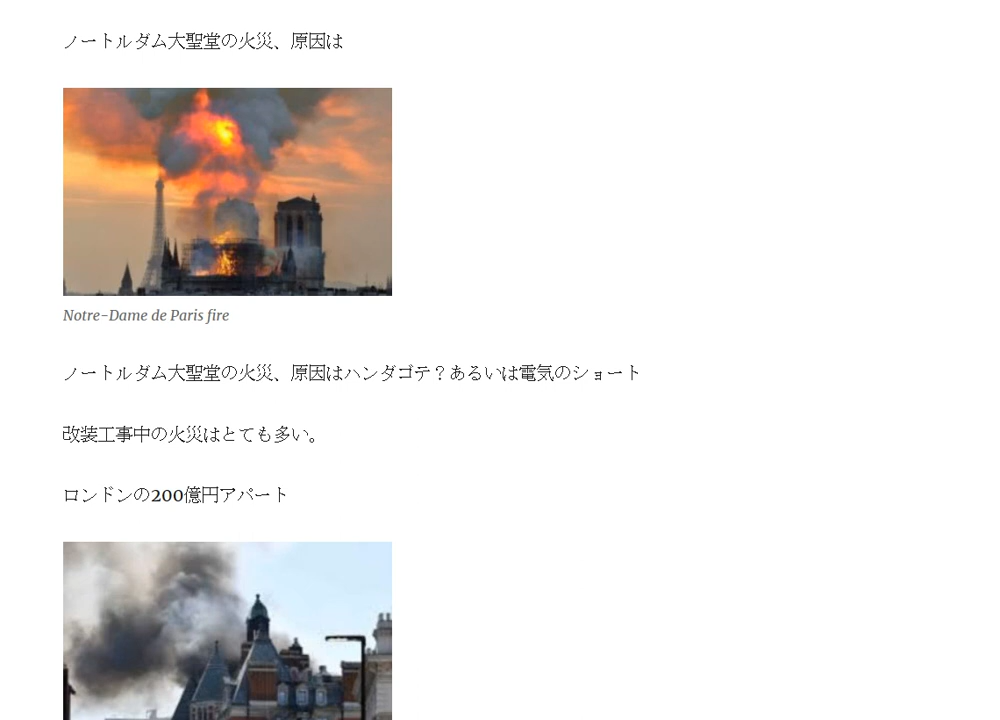 ノートルダム大聖堂の火災、原因は
Notre-Dame de Paris fire
ノートルダム大聖堂の火災、原因はハンダゴテ？あるいは電気のショート
改装工事中の火災はとても多い。
ロンドンの200億円アパート